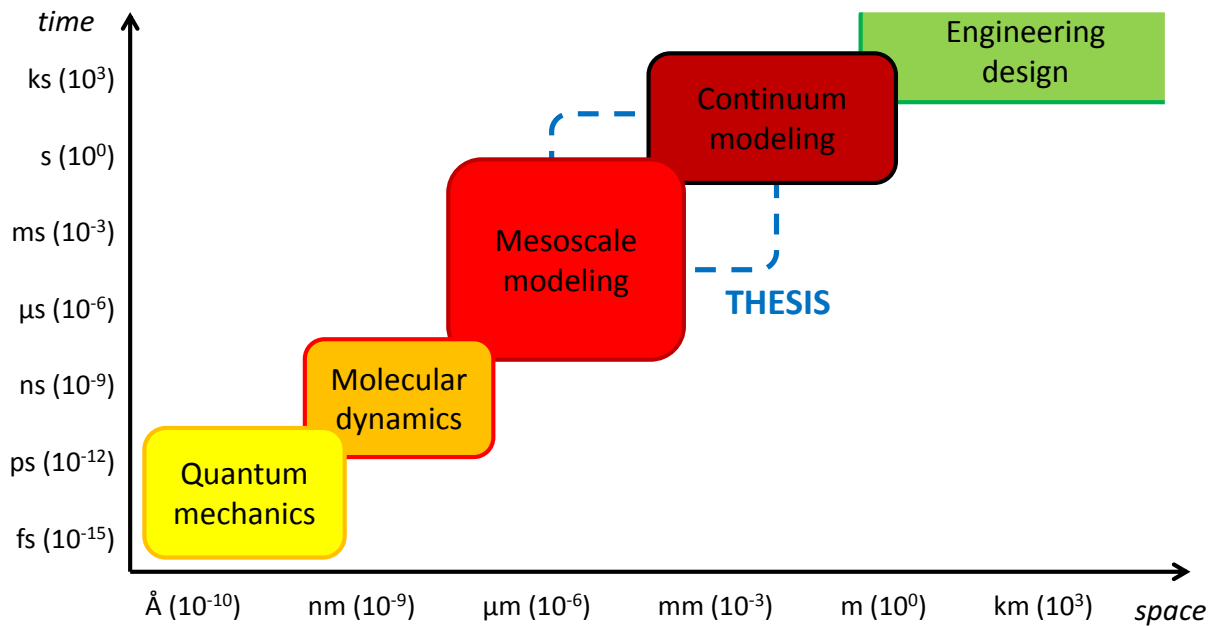 time
ks (10³)
s (10⁰)
ms (10⁻³)
µs (10⁻⁶)
ns (10⁻⁹)
ps (10⁻¹²)
fs (10⁻¹⁵)
Engineering
design
Continuum
modeling
Mesoscale
modeling
THESIS
Molecular
dynamics
Quantum
mechanics
Å (10⁻¹⁰)
nm (10⁻⁹)
µm (10⁻⁶)
mm (10⁻³)
m (10⁰)
km (10³)
space